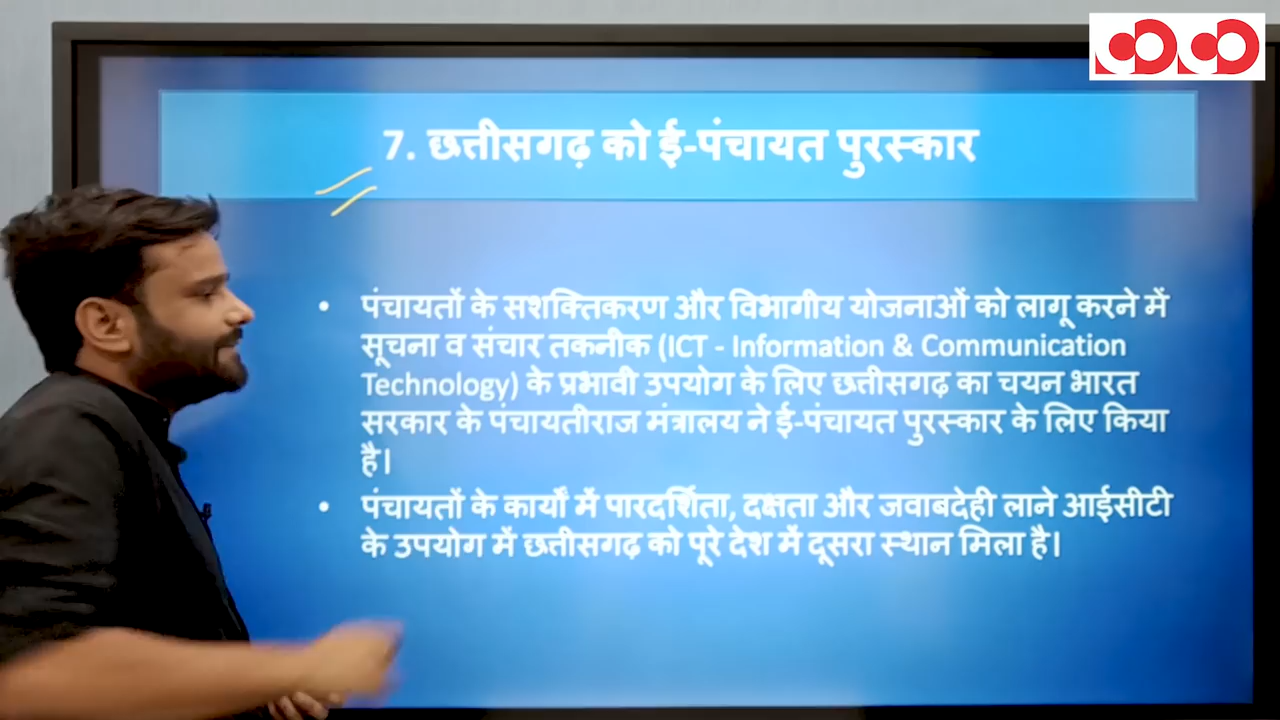 7. छत्तीसगढ़ को ई-पंचायत पुरस्कार
• पंचायतों के सशक्तिकरण और विभागीय योजनाओं को लागू करने में
सूचना व संचार तकनीक (ICT - Information & Communication
Technology) के प्रभावी उपयोग के लिए छत्तीसगढ़ का चयन भारत
सरकार के पंचायतीराज मंत्रालय ने ई-पंचायत पुरस्कार के लिए किया
है।
• पंचायतों के कार्यों में पारदर्शिता, दक्षता और जवाबदेही लाने आईसीटी
के उपयोग में छत्तीसगढ़ को पूरे देश में दूसरा स्थान मिला है।